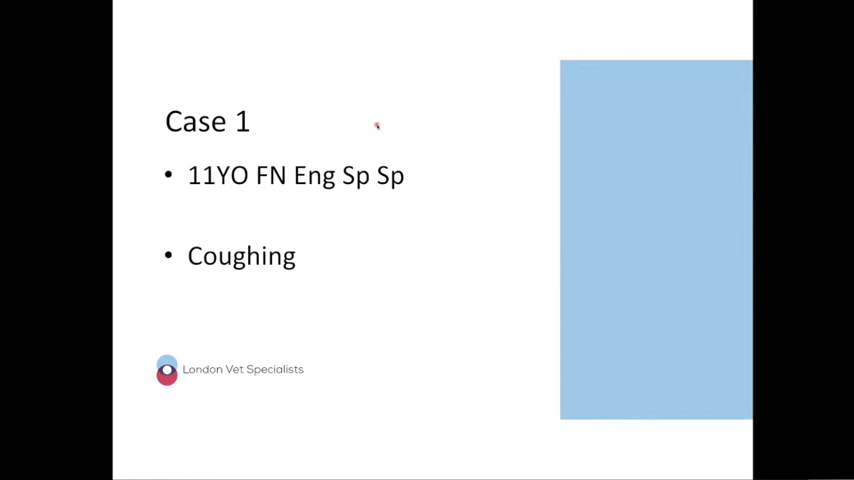 Case 1
• 11YO FN Eng Sp Sp
• Coughing
London Vet Specialists